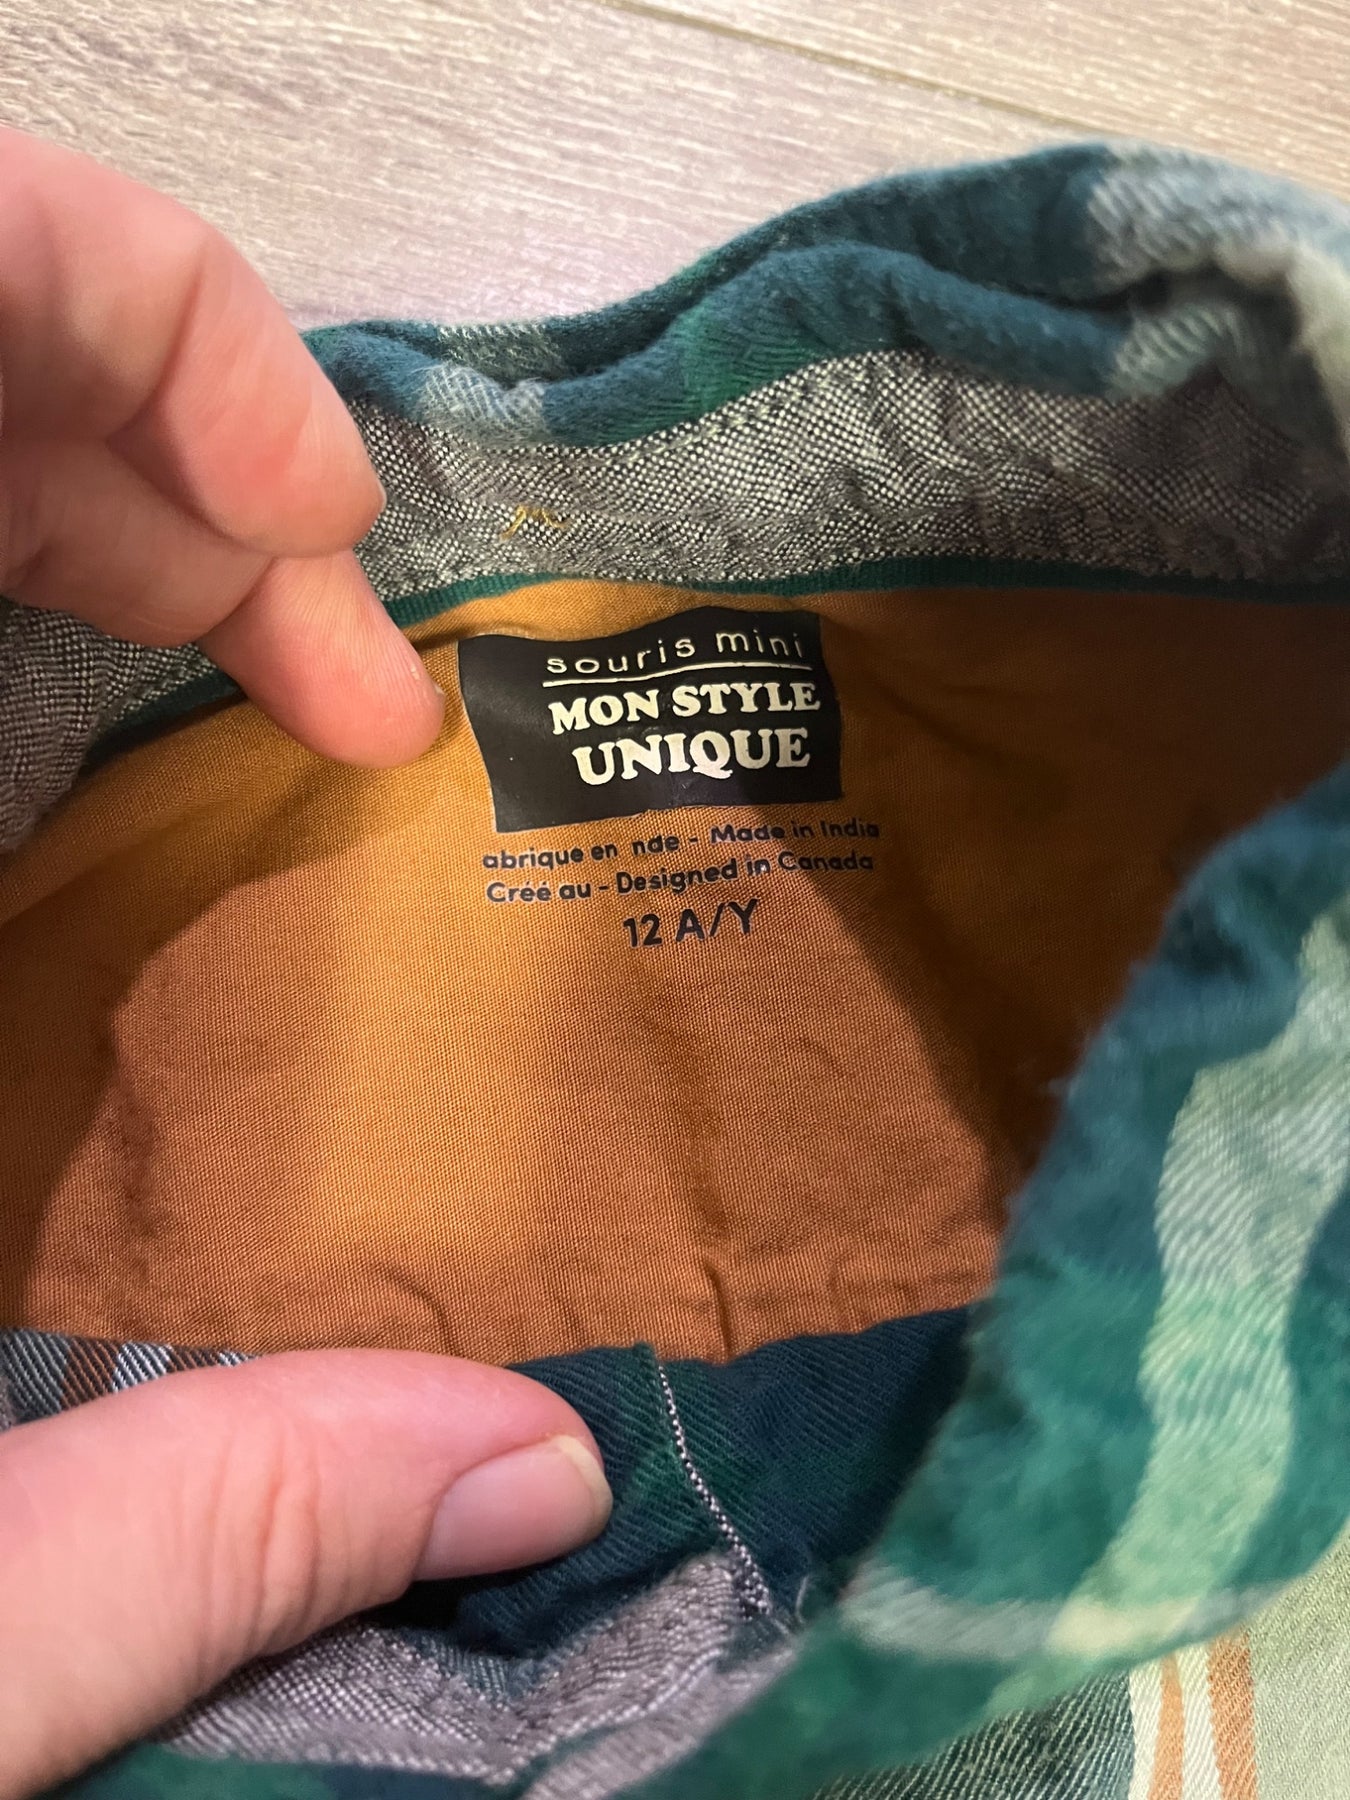 souris mini
MON STYLE
UNIQUE
abrique en nde - Made in India
Créé au - Designed in Canada
12 A/Y